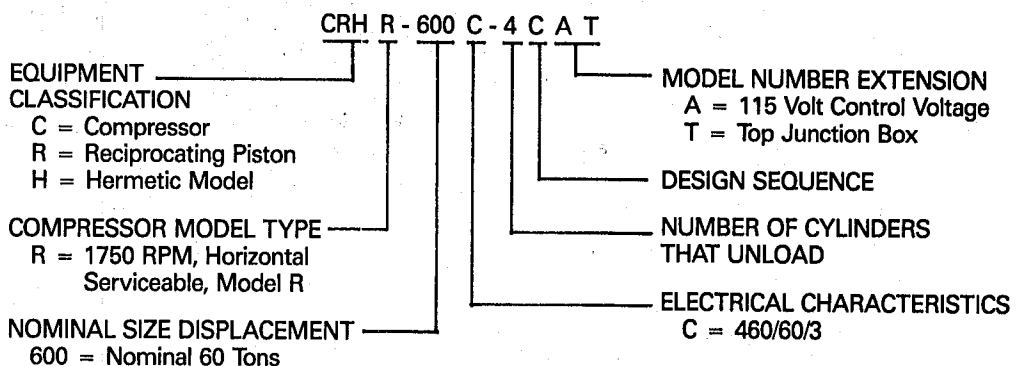 CRH R - 600 C - 4 C A T
EQUIPMENT
CLASSIFICATION
C = Compressor
R = Reciprocating Piston
H = Hermetic Model
COMPRESSOR MODEL TYPE
R = 1750 RPM, Horizontal
Serviceable, Model R
NOMINAL SIZE DISPLACEMENT
600 = Nominal 60 Tons
MODEL NUMBER EXTENSION
A = 115 Volt Control Voltage
T = Top Junction Box
DESIGN SEQUENCE
NUMBER OF CYLINDERS
THAT UNLOAD
ELECTRICAL CHARACTERISTICS
C = 460/60/3